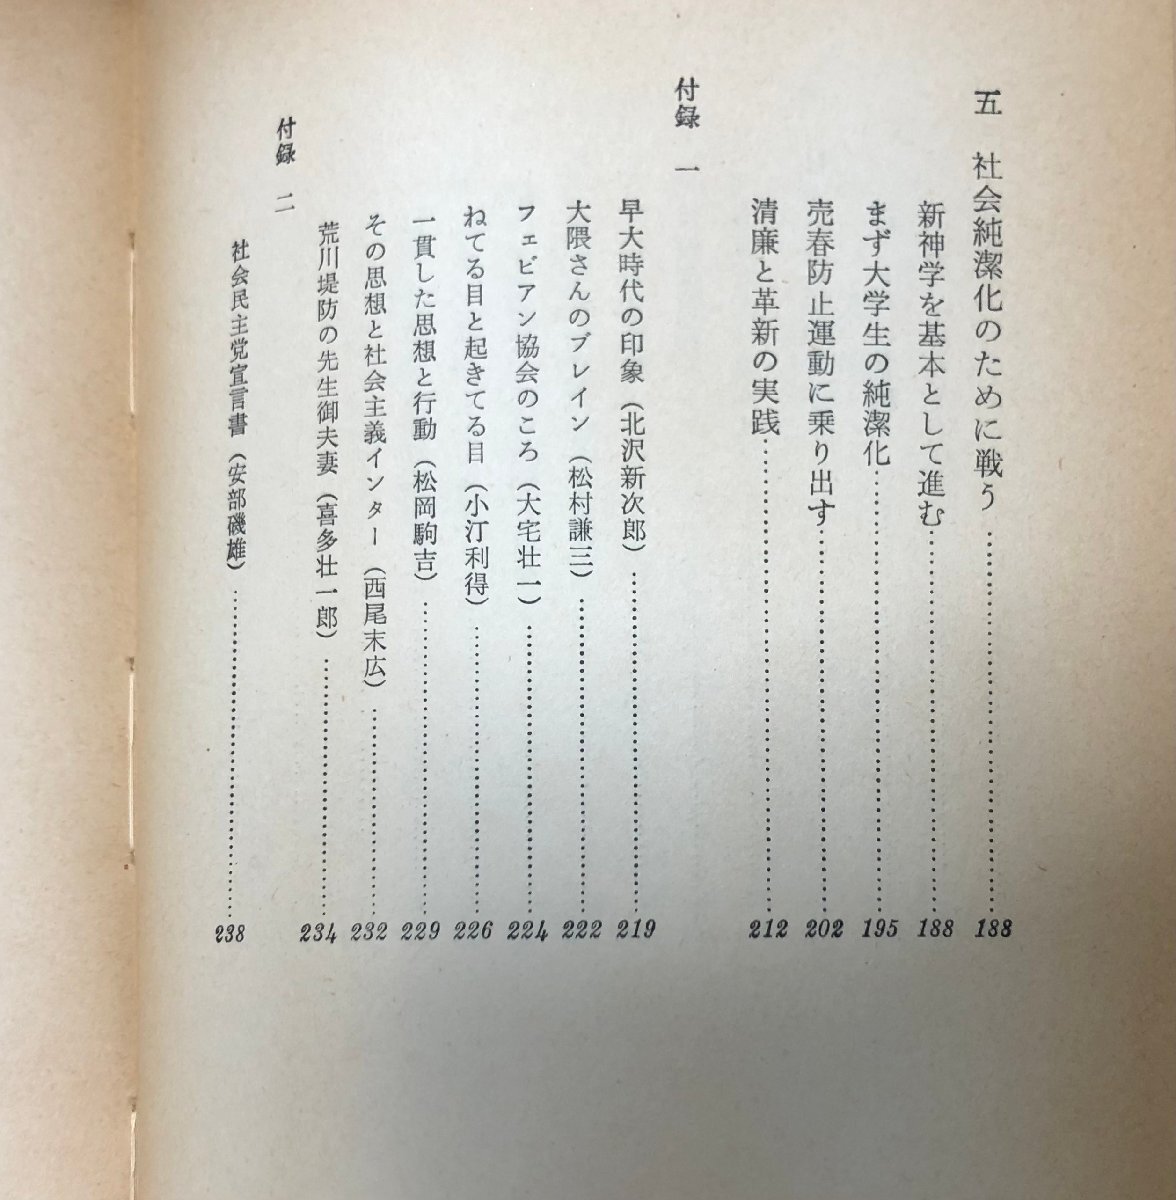 五　社会純潔化のために戦う……………………188
新神学を基本として進む……………………188
まず大学生の純潔化……………………195
売春防止運動に乗り出す……………………202
清廉と革新の実践……………………212
付録　一
早大時代の印象（北沢新次郎）……………………219
大隈さんのブレイン（松村謙三）……………………222
フェビアン協会のころ（大宅壮一）……………………224
ねてる目と起きてる目（小汀利得）……………………226
一貫した思想と行動（松岡駒吉）……………………229
その思想と社会主義インター（西尾末広）……………………232
荒川堤防の先生御夫妻（喜多壮一郎）……………………234
付録　二
社会民主党宣言書（安部磯雄）……………………238